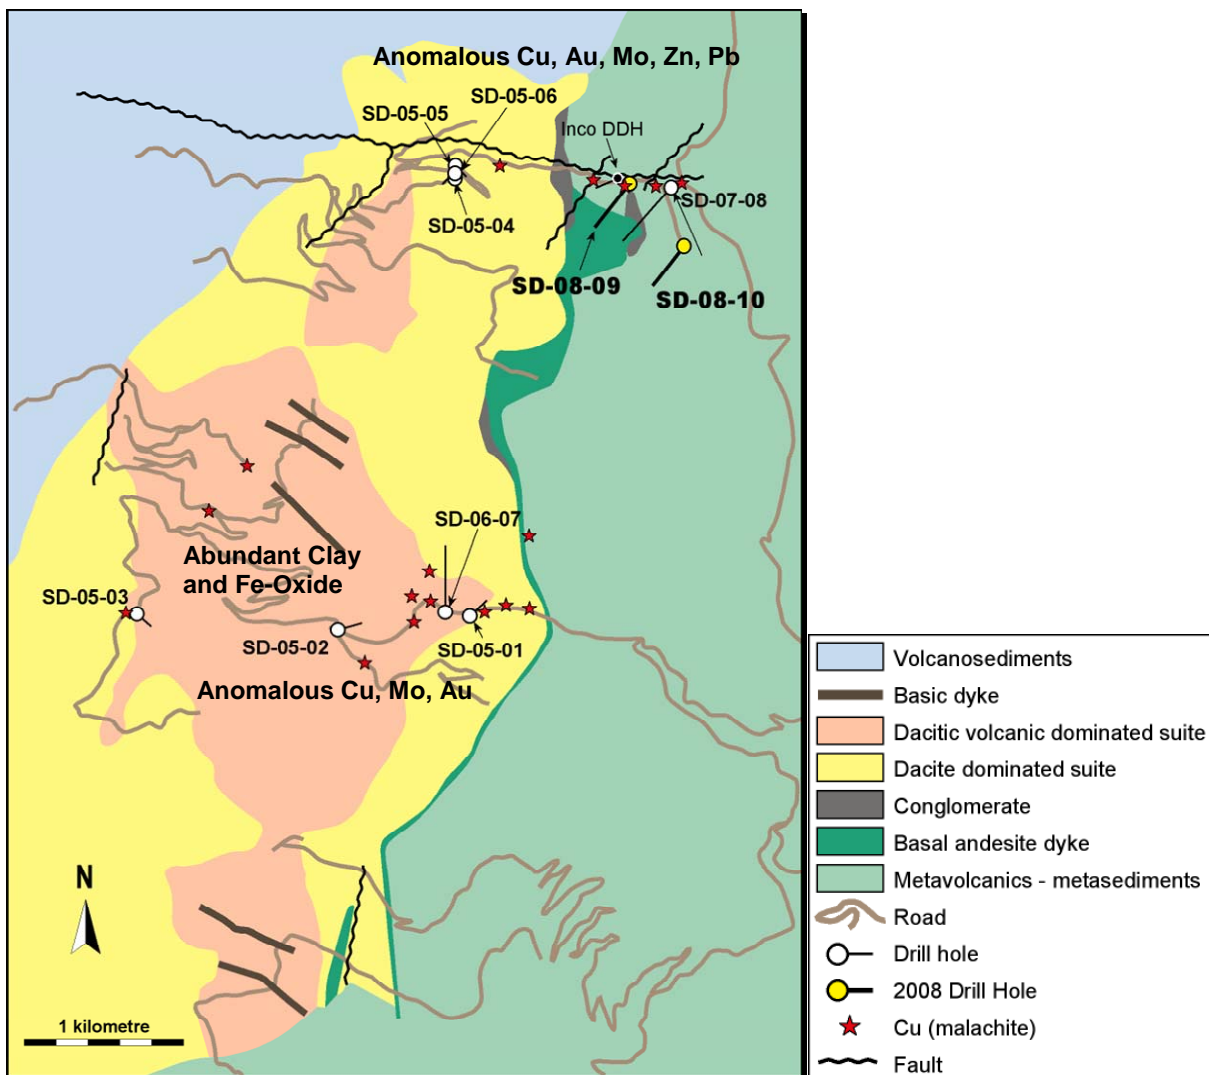 Anomalous Cu, Au, Mo, Zn, Pb
SD-05-06
SD-05-05
Inco DDH
SD-07-08
SD-05-04
SD-08-09
SD-08-10
SD-06-07
Abundant Clay
and Fe-Oxide
SD-05-03
SD-05-02
SD-05-01
Anomalous Cu, Mo, Au
N
1 kilometre
Volcanosediments
Basic dyke
Dacitic volcanic dominated suite
Dacite dominated suite
Conglomerate
Basal andesite dyke
Metavolcanics - metasediments
Road
Drill hole
2008 Drill Hole
Cu (malachite)
Fault